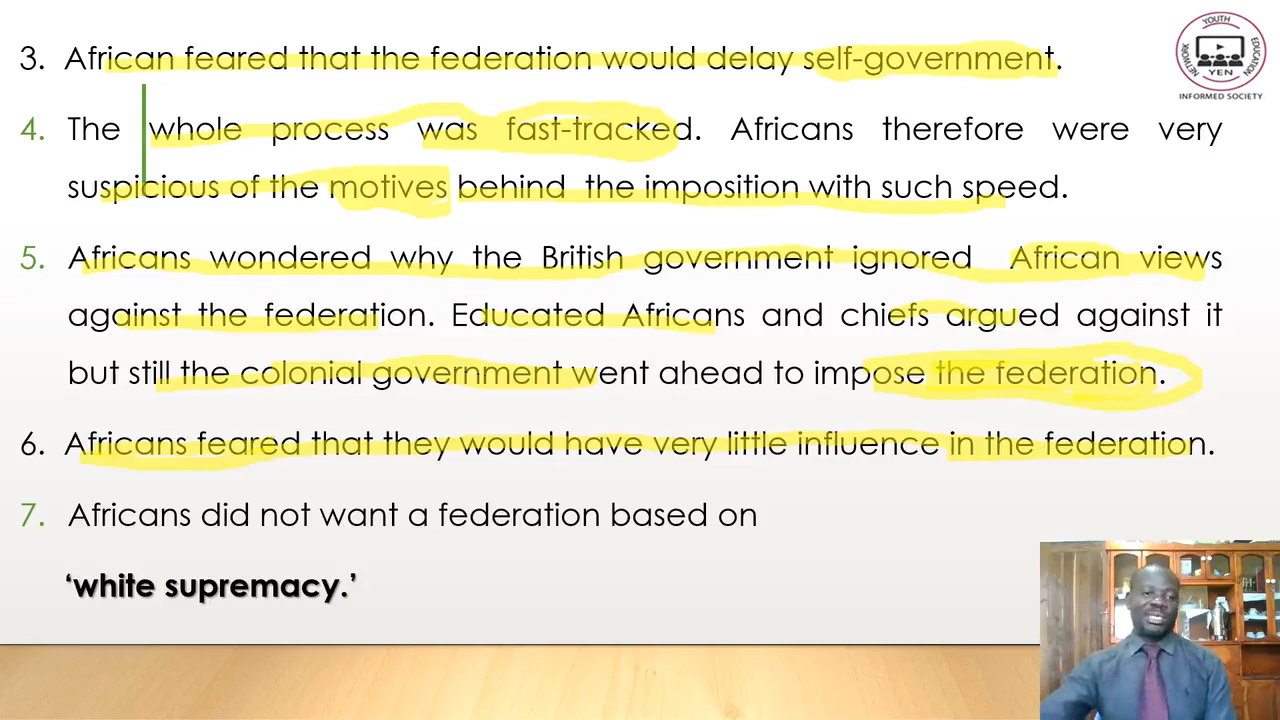 3. African feared that the federation would delay self-government.
4. The whole process was fast-tracked. Africans therefore were very
suspicious of the motives behind the imposition with such speed.
5. Africans wondered why the British government ignored African views
against the federation. Educated Africans and chiefs argued against it
but still the colonial government went ahead to impose the federation.
6. Africans feared that they would have very little influence in the federation.
7. Africans did not want a federation based on
‘white supremacy.’
YOUTH
EDUCATION
NETWORK
YEN
INFORMED SOCIETY